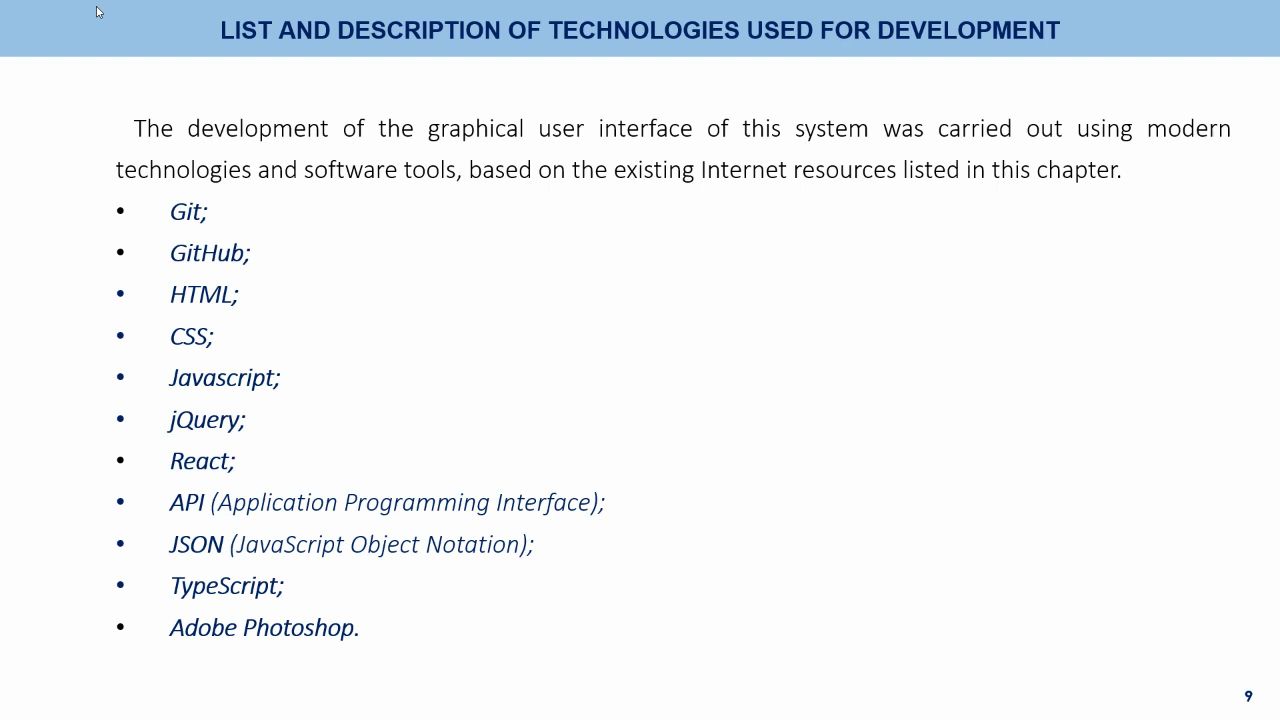 LIST AND DESCRIPTION OF TECHNOLOGIES USED FOR DEVELOPMENT
The development of the graphical user interface of this system was carried out using modern
technologies and software tools, based on the existing Internet resources listed in this chapter.
• Git;
• GitHub;
• HTML;
• CSS;
• Javascript;
• jQuery;
• React;
• API (Application Programming Interface);
• JSON (JavaScript Object Notation);
• TypeScript;
• Adobe Photoshop.
9